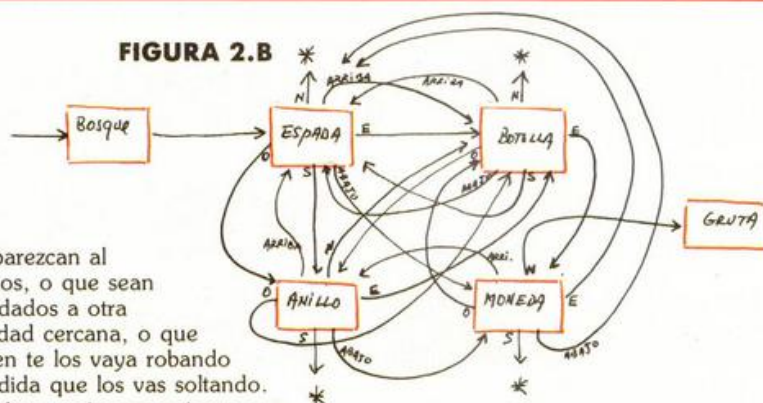 FIGURA 2.B
* *
ARRIBA ARRIBA
N N
BOSQUE ESPADA E BOTELLA E
O S ABAJO O ABAJO S
GRUTA
parezcan al
os, o que sean
dados a otra
dad cercana, o que
en te los vaya robando
dida que los vas soltando.
ARRIBA N ARRI. N
O ANILLO E O MONEDA E
S ABAJO S ABAJO
* *